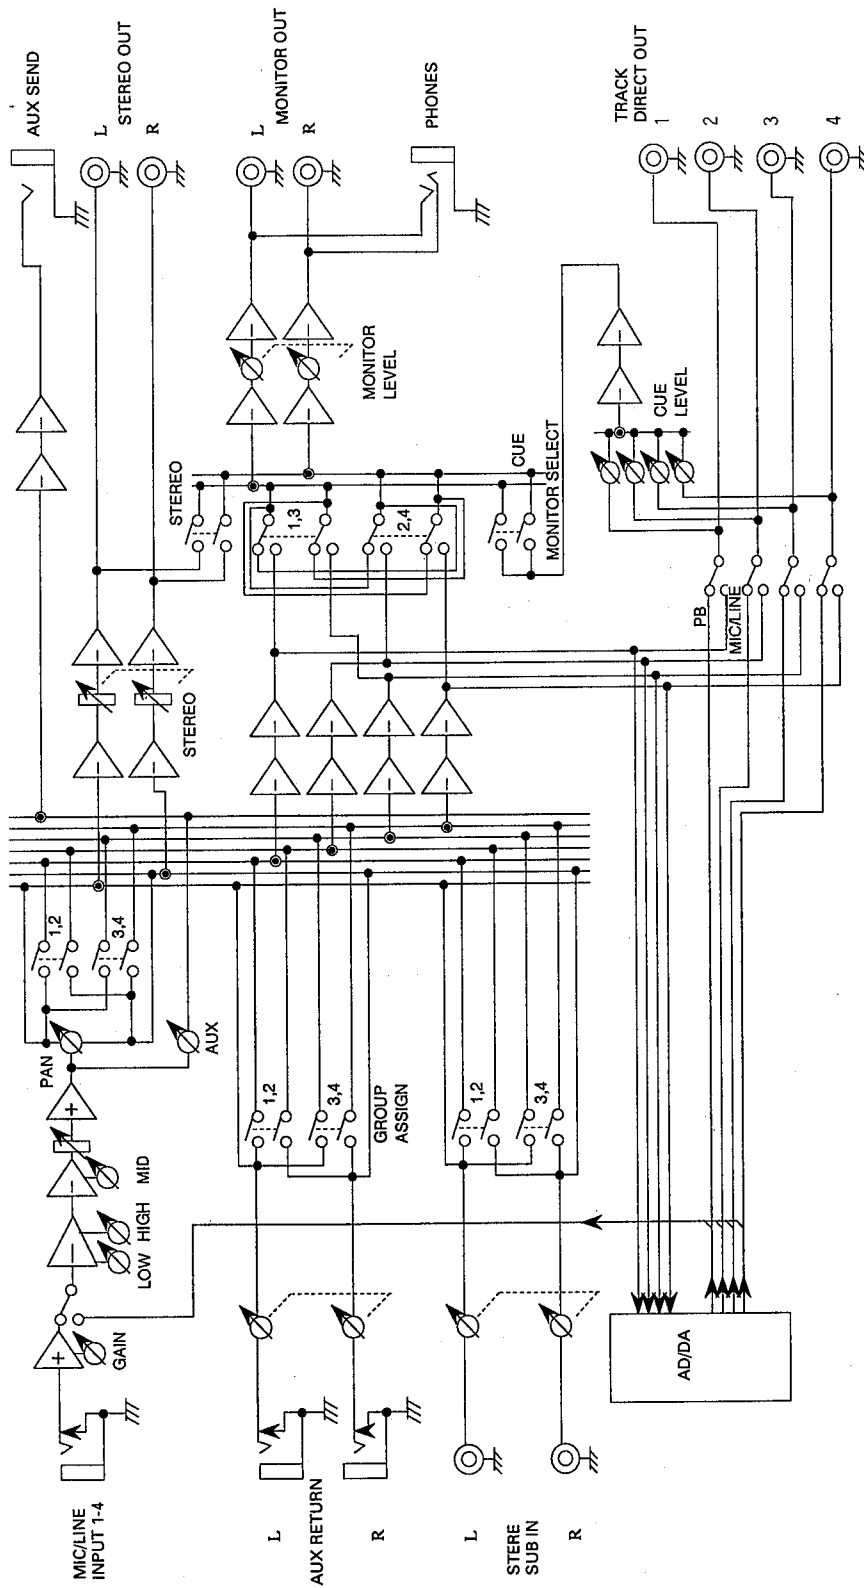 MIC/LINE
INPUT 1-4
GAIN
LOW
HIGH
MID
PAN
AUX
1,2
3,4
STEREO
AUX SEND
L
STEREO OUT
R
L
AUX RETURN
R
1,2
3,4
GROUP
ASSIGN
STEREO
1,3
2,4
CUE
MONITOR SELECT
MONITOR
LEVEL
L
MONITOR OUT
R
PHONES
L
STERE
SUB IN
R
1,2
3,4
AD/DA
PB
MIC/LINE
CUE
LEVEL
TRACK
DIRECT OUT
1
2
3
4